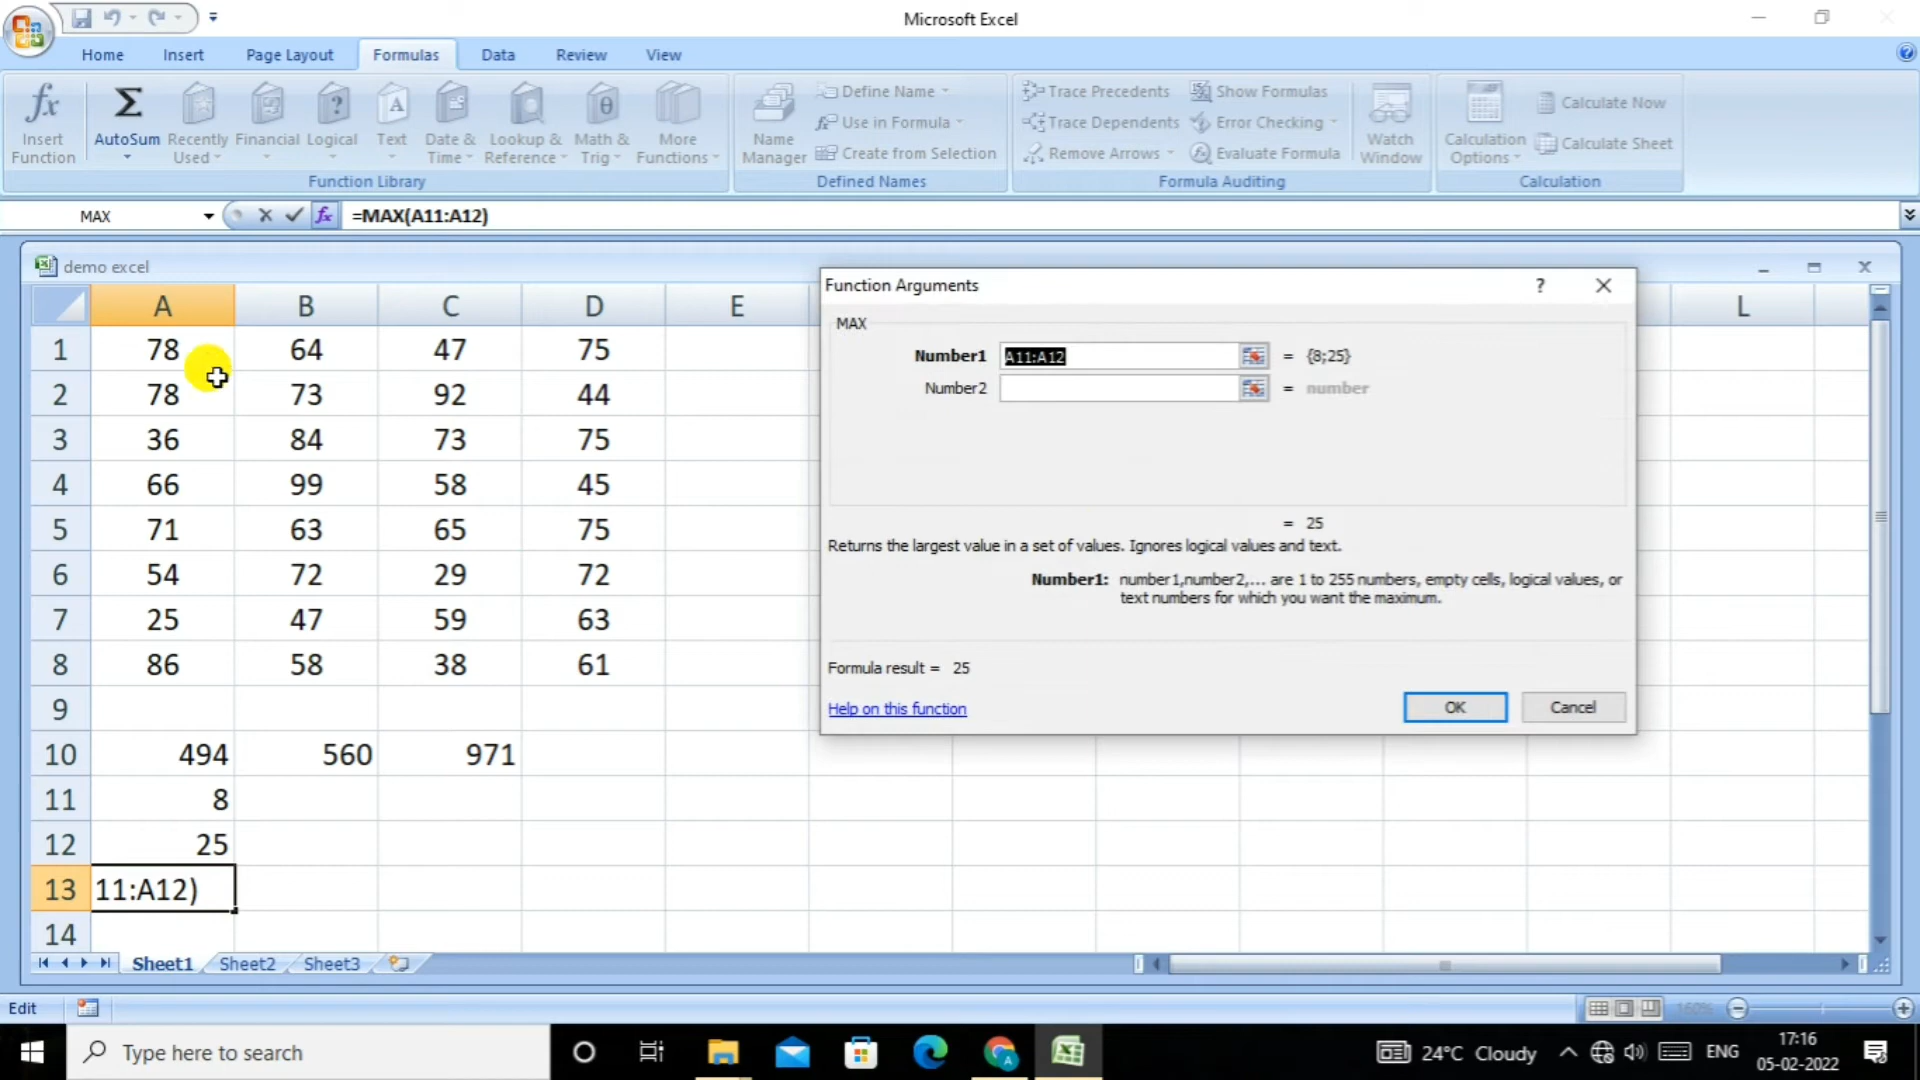 Microsoft Excel
Home Insert Page Layout Formulas Data Review View
Insert Function
AutoSum
Recently Used
Financial
Logical
Text
Date & Time
Lookup & Reference
Math & Trig
More Functions
Function Library
Name Manager
Define Name
Use in Formula
Create from Selection
Defined Names
Trace Precedents
Trace Dependents
Remove Arrows
Show Formulas
Error Checking
Evaluate Formula
Watch Window
Formula Auditing
Calculation Options
Calculate Now
Calculate Sheet
Calculation
MAX fx =MAX(A11:A12)
demo excel
A B C D E L
1 78 64 47 75
2 78 73 92 44
3 36 84 73 75
4 66 99 58 45
5 71 63 65 75
6 54 72 29 72
7 25 47 59 63
8 86 58 38 61
9
10 494 560 971
11 8
12 25
13 11:A12)
14
Function Arguments ?
MAX
Number1 A11:A12 = {8;25}
Number2 = number
= 25
Returns the largest value in a set of values. Ignores logical values and text.
Number1: number1,number2,... are 1 to 255 numbers, empty cells, logical values, or
text numbers for which you want the maximum.
Formula result = 25
Help on this function OK Cancel
Sheet1 Sheet2 Sheet3
Edit 160%
Type here to search 24°C Cloudy ENG 17:16
05-02-2022